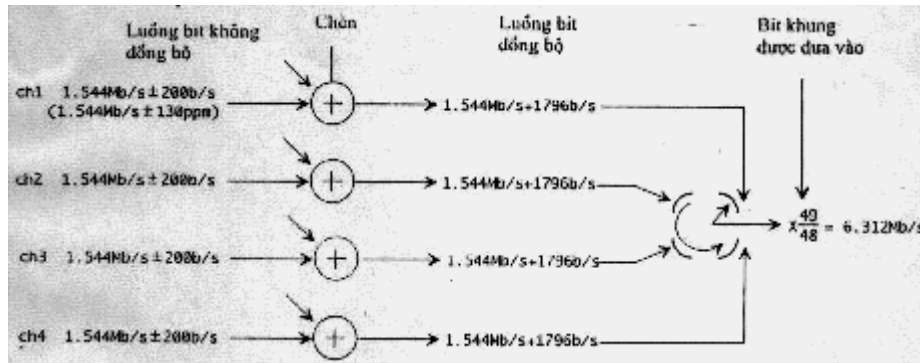 Luồng bit không
đồng bộ
Chèn
Luồng bit
đồng bộ
Bit khung
được đưa vào
ch1 1.544Mb/s±200b/s
(1.544Mb/s±130ppm)
1.544Mb/s+1796b/s
ch2 1.544Mb/s±200b/s
1.544Mb/s+1796b/s
x49/48 = 6.312Mb/s
ch3 1.544Mb/s±200b/s
1.544Mb/s+1796b/s
ch4 1.544Mb/s±200b/s
1.544Mb/s+1796b/s